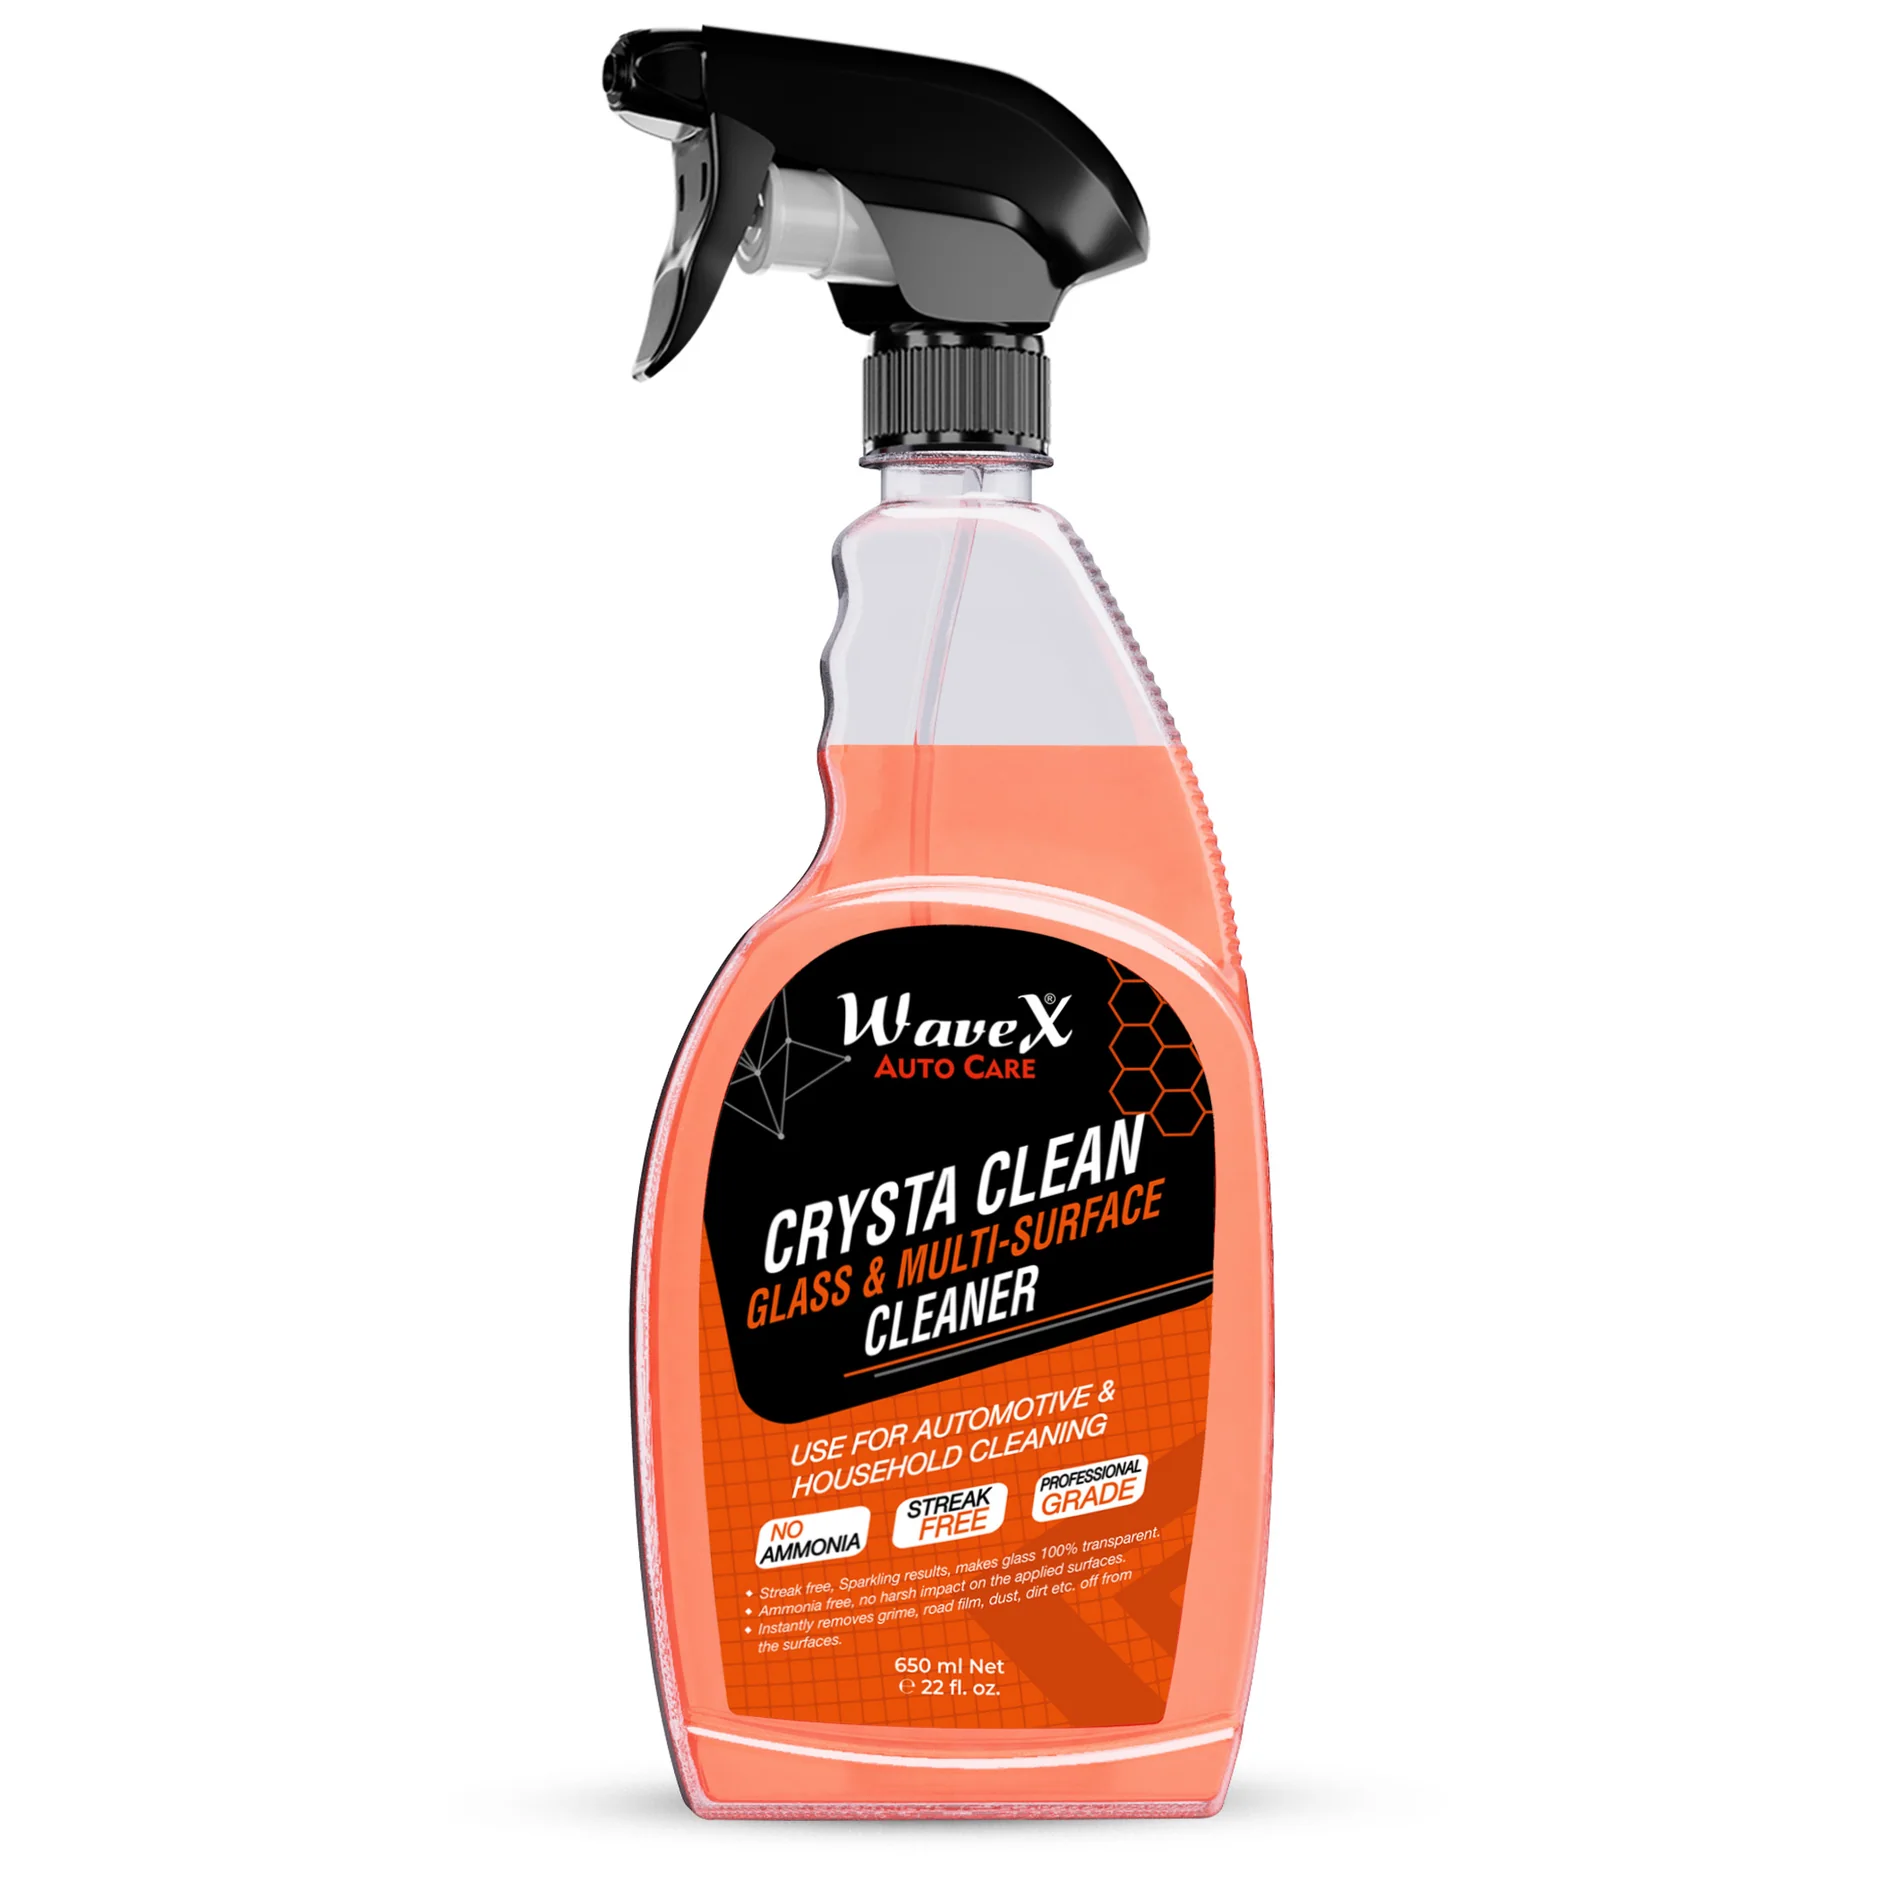 WaveX®
AUTO CARE
CRYSTA CLEAN
GLASS & MULTI-SURFACE
CLEANER
USE FOR AUTOMOTIVE &
HOUSEHOLD CLEANING
NO
AMMONIA
STREAK
FREE
PROFESSIONAL
GRADE
Streak free, Sparkling results, makes glass 100% transparent.
Ammonia free, no harsh impact on the applied surfaces.
Instantly removes grime, road film, dust, dirt etc. off from
the surfaces.
650 ml Net
℮ 22 fl. oz.